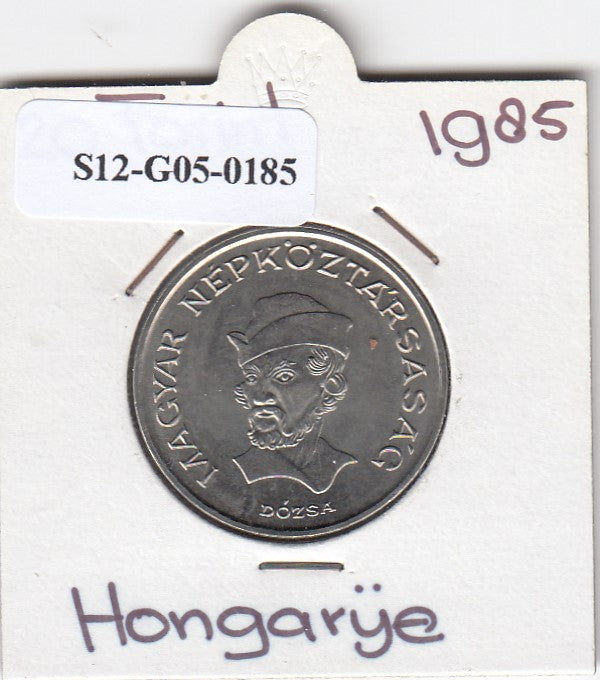 1985
S12-G05-0185
MAGYAR NÉPKÖZTÁRSASÁG
DÓZSA
Hongarÿe